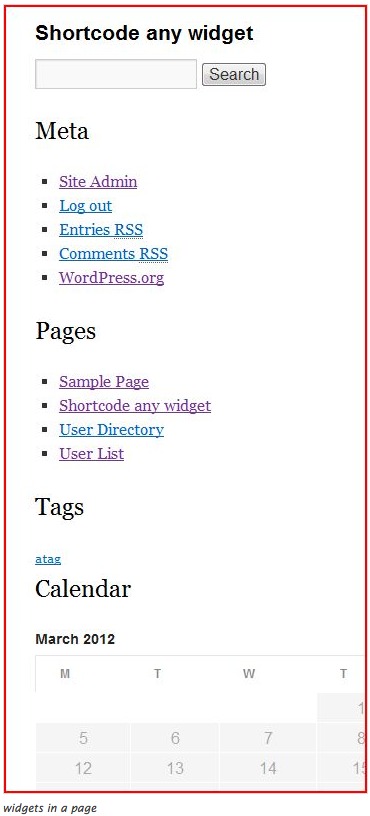 Shortcode any widget
Search
Meta
Site Admin
Log out
Entries RSS
Comments RSS
WordPress.org
Pages
Sample Page
Shortcode any widget
User Directory
User List
Tags
atag
Calendar
March 2012
M T W T
1
5 6 7 8
12 13 14 15
widgets in a page